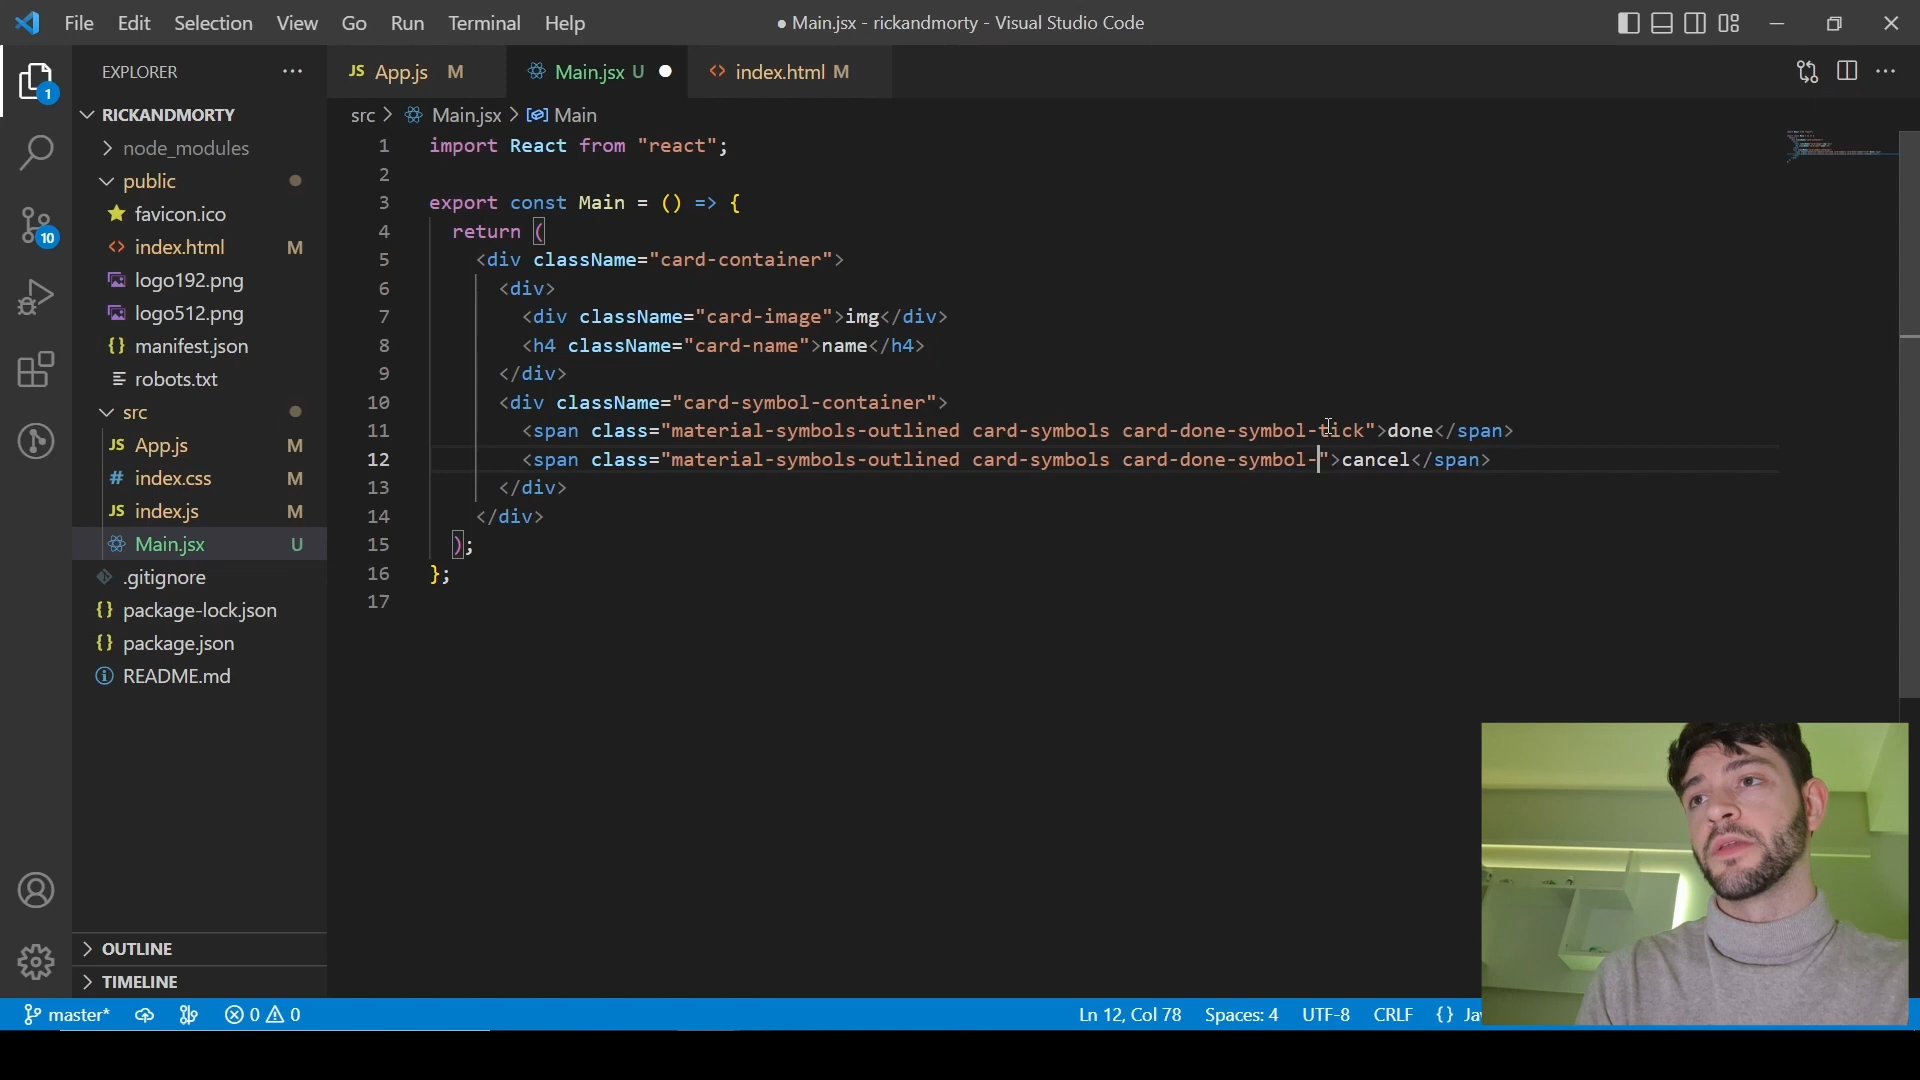 File Edit Selection View Go Run Terminal Help
● Main.jsx - rickandmorty - Visual Studio Code
EXPLORER ···
JS App.js M
Main.jsx U
<> index.html M
1
RICKANDMORTY
src > Main.jsx > Main
node_modules
public
favicon.ico
<> index.html M
10
logo192.png
logo512.png
{} manifest.json
robots.txt
src
JS App.js M
# index.css M
JS index.js M
Main.jsx U
.gitignore
{} package-lock.json
{} package.json
README.md
OUTLINE
TIMELINE
1 import React from "react";
2
3 export const Main = () => {
4 return (
5 <div className="card-container">
6 <div>
7 <div className="card-image">img</div>
8 <h4 className="card-name">name</h4>
9 </div>
10 <div className="card-symbol-container">
11 <span class="material-symbols-outlined card-symbols card-done-symbol-tick">done</span>
12 <span class="material-symbols-outlined card-symbols card-done-symbol-">cancel</span>
13 </div>
14 </div>
15 );
16 };
17
master* 0 0
Ln 12, Col 78 Spaces: 4 UTF-8 CRLF {}